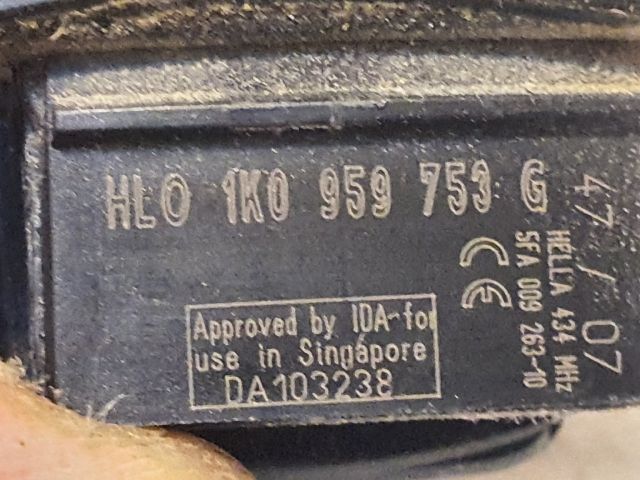 HLO 1K0 959 753 G
47/07
HELLA 434 MHz
5FA 009 263-10
CE
Approved by IDA for
use in Singapore
DA103238